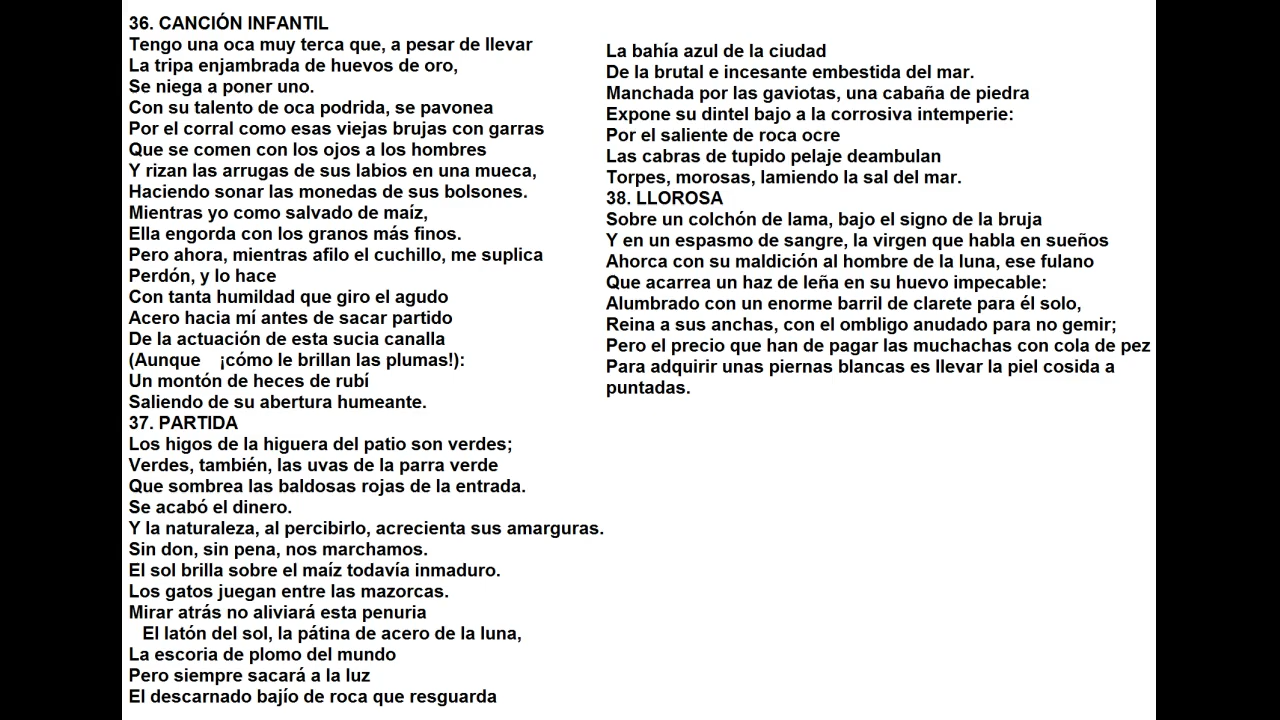 36. CANCIÓN INFANTIL
Tengo una oca muy terca que, a pesar de llevar
La tripa enjambrada de huevos de oro,
Se niega a poner uno.
Con su talento de oca podrida, se pavonea
Por el corral como esas viejas brujas con garras
Que se comen con los ojos a los hombres
Y rizan las arrugas de sus labios en una mueca,
Haciendo sonar las monedas de sus bolsones.
Mientras yo como salvado de maíz,
Ella engorda con los granos más finos.
Pero ahora, mientras afilo el cuchillo, me suplica
Perdón, y lo hace
Con tanta humildad que giro el agudo
Acero hacia mí antes de sacar partido
De la actuación de esta sucia canalla
(Aunque    ¡cómo le brillan las plumas!):
Un montón de heces de rubí
Saliendo de su abertura humeante.
37. PARTIDA
Los higos de la higuera del patio son verdes;
Verdes, también, las uvas de la parra verde
Que sombrea las baldosas rojas de la entrada.
Se acabó el dinero.
Y la naturaleza, al percibirlo, acrecienta sus amarguras.
Sin don, sin pena, nos marchamos.
El sol brilla sobre el maíz todavía inmaduro.
Los gatos juegan entre las mazorcas.
Mirar atrás no aliviará esta penuria
El latón del sol, la pátina de acero de la luna,
La escoria de plomo del mundo
Pero siempre sacará a la luz
El descarnado bajío de roca que resguarda
La bahía azul de la ciudad
De la brutal e incesante embestida del mar.
Manchada por las gaviotas, una cabaña de piedra
Expone su dintel bajo a la corrosiva intemperie:
Por el saliente de roca ocre
Las cabras de tupido pelaje deambulan
Torpes, morosas, lamiendo la sal del mar.
38. LLOROSA
Sobre un colchón de lama, bajo el signo de la bruja
Y en un espasmo de sangre, la virgen que habla en sueños
Ahorca con su maldición al hombre de la luna, ese fulano
Que acarrea un haz de leña en su huevo impecable:
Alumbrado con un enorme barril de clarete para él solo,
Reina a sus anchas, con el ombligo anudado para no gemir;
Pero el precio que han de pagar las muchachas con cola de pez
Para adquirir unas piernas blancas es llevar la piel cosida a
puntadas.